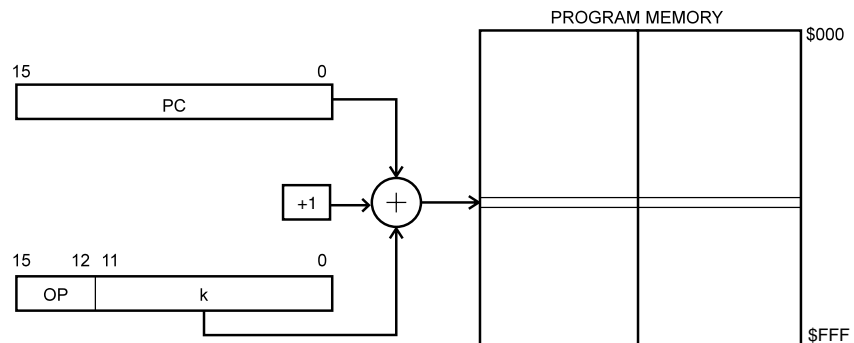 PROGRAM MEMORY
$000
15 0
PC
+1
+
15 12 11 0
OP k
$FFF